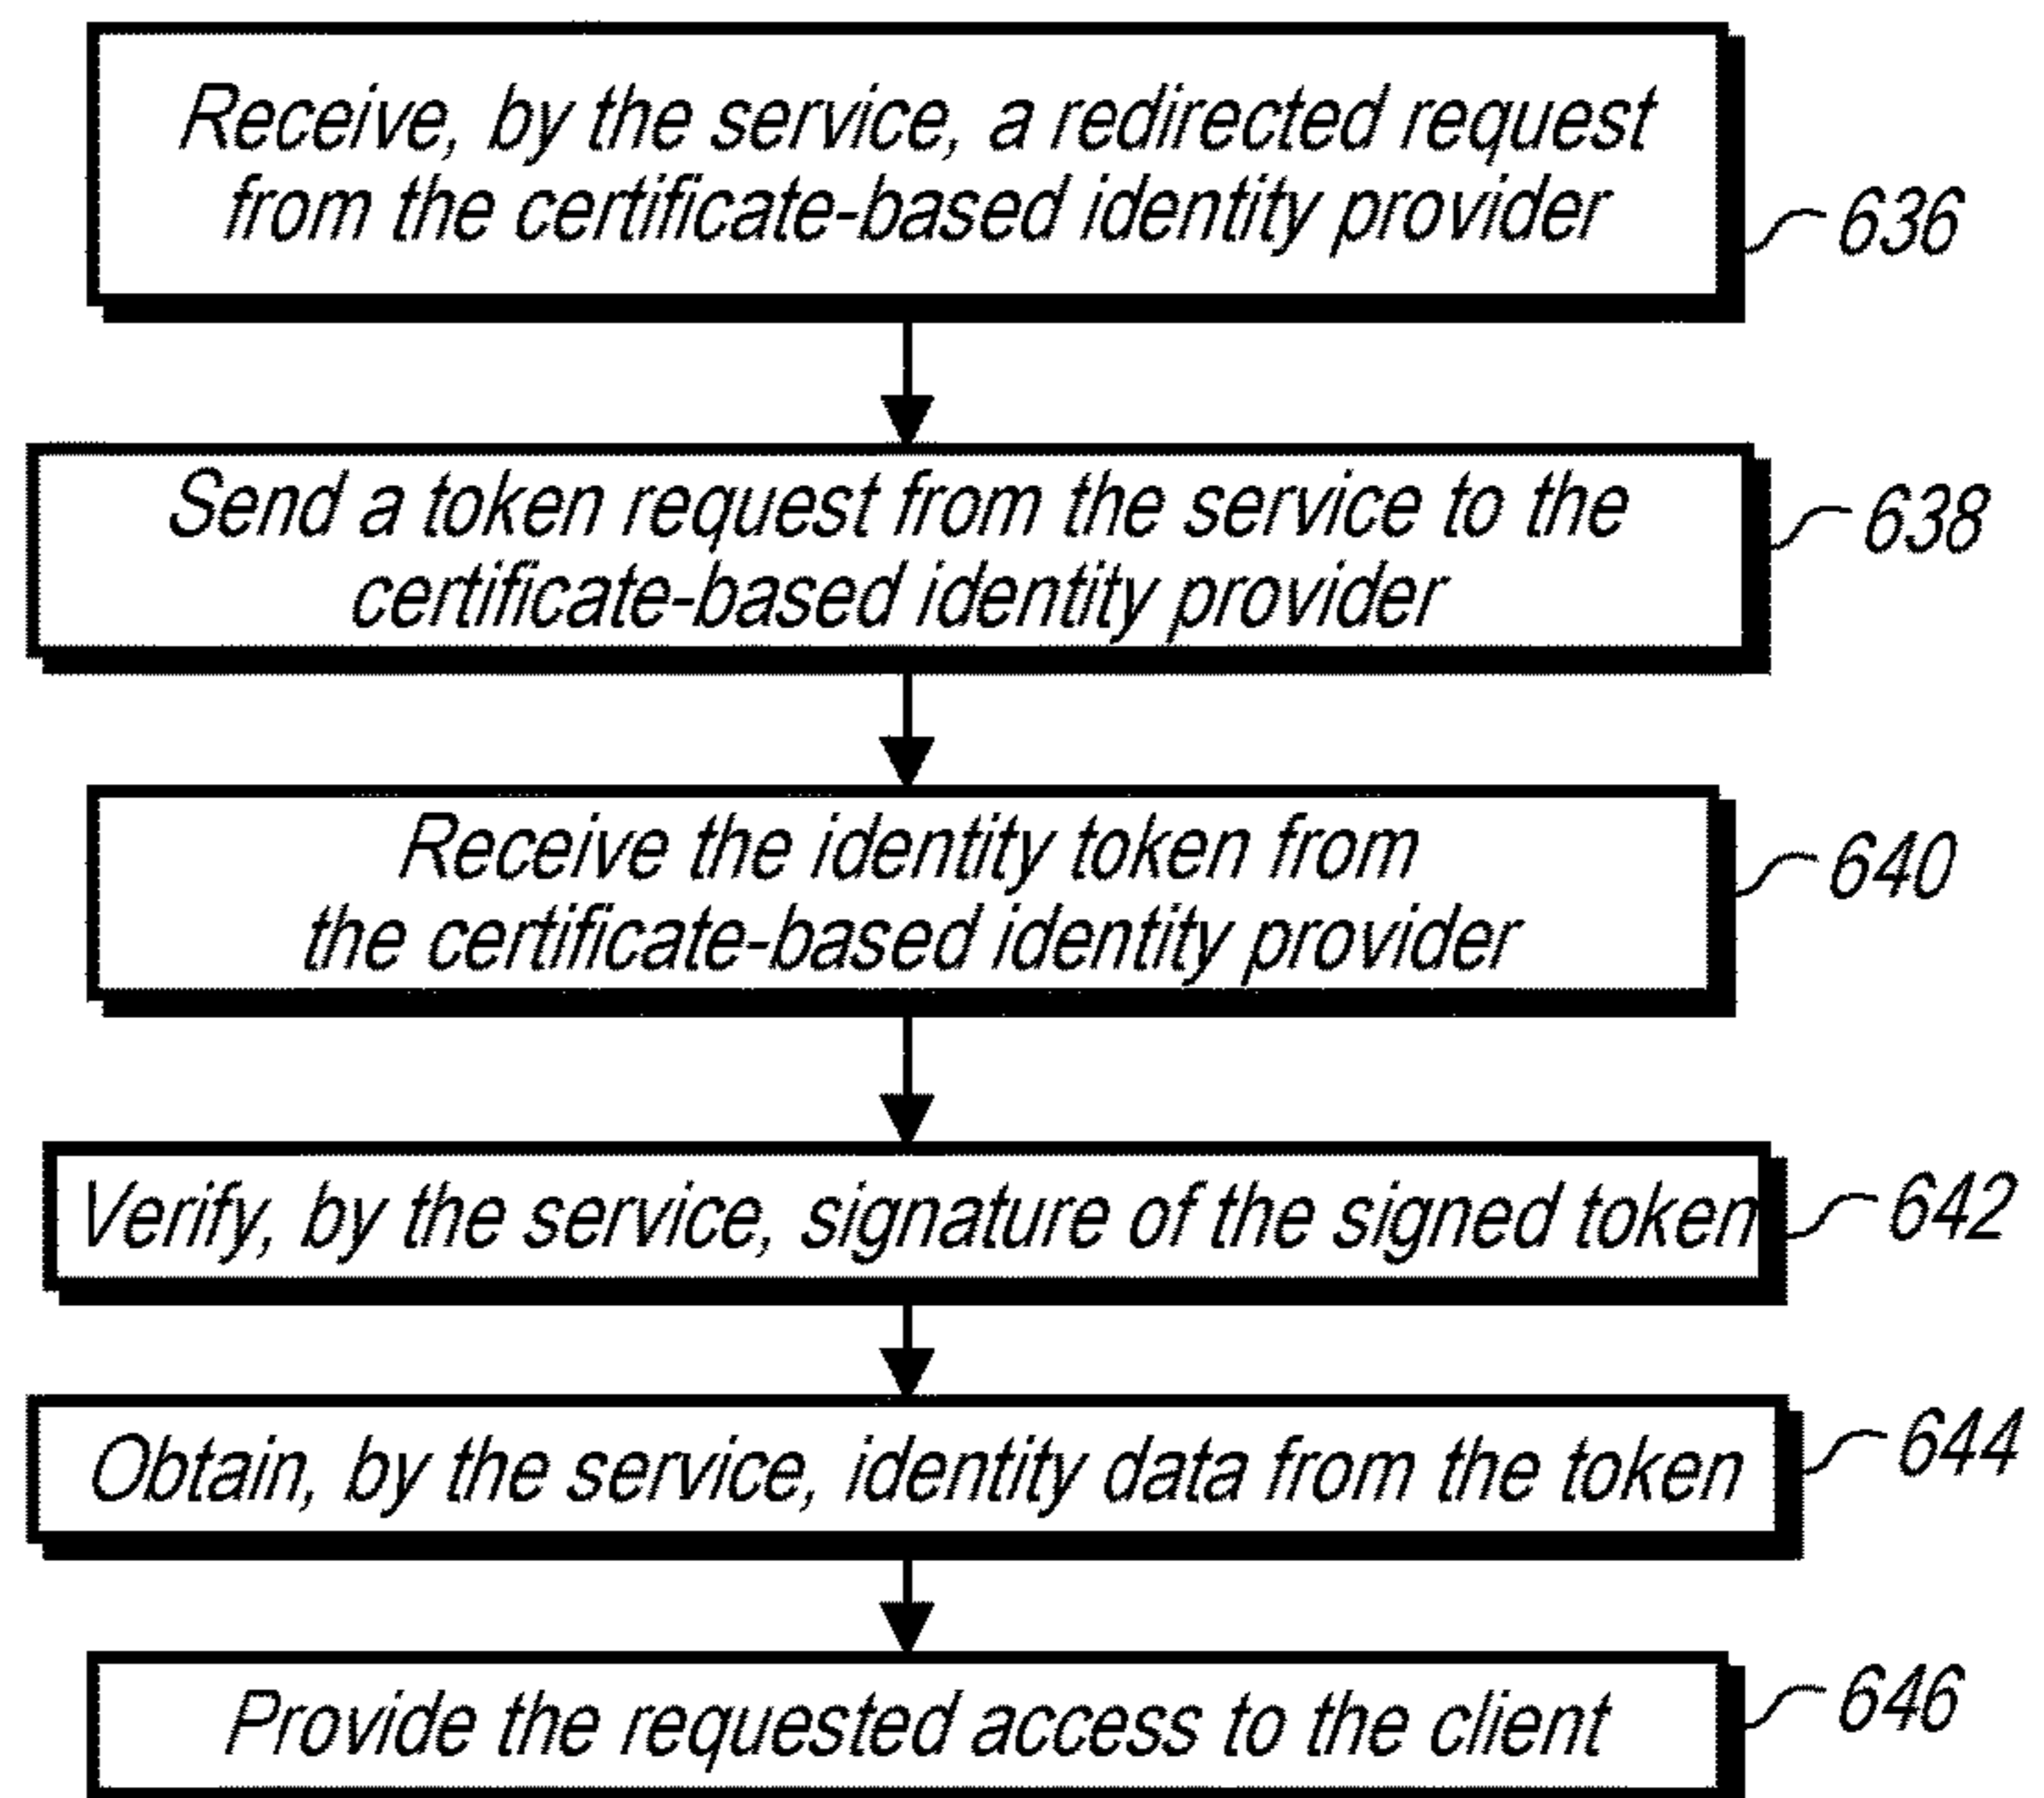 Receive, by the service, a redirected request
from the certificate-based identity provider
636
Send a token request from the service to the
certificate-based identity provider
638
Receive the identity token from
the certificate-based identity provider
640
Verify, by the service, signature of the signed token
642
Obtain, by the service, identity data from the token
644
Provide the requested access to the client
646